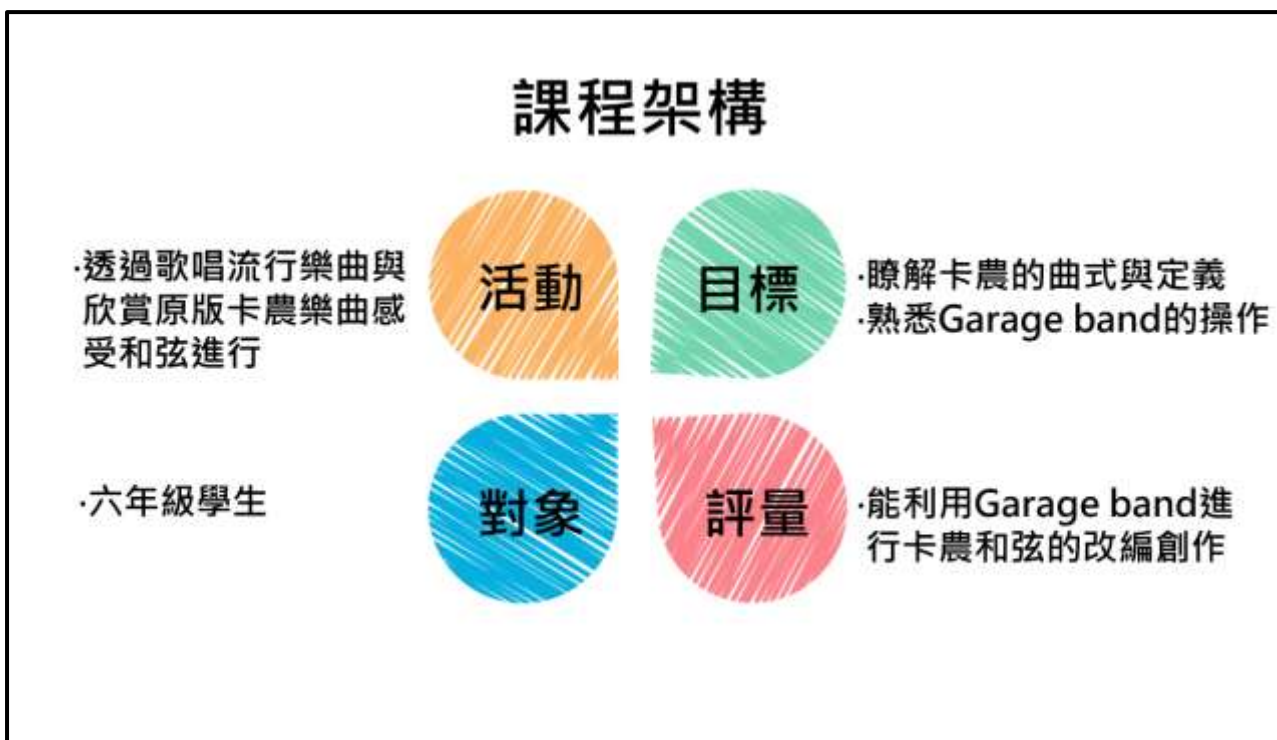 課程架構
·透過歌唱流行樂曲與
欣賞原版卡農樂曲感
受和弦進行
活動
目標
·瞭解卡農的曲式與定義
·熟悉Garage band的操作
·六年級學生
對象
評量
·能利用Garage band進
行卡農和弦的改編創作